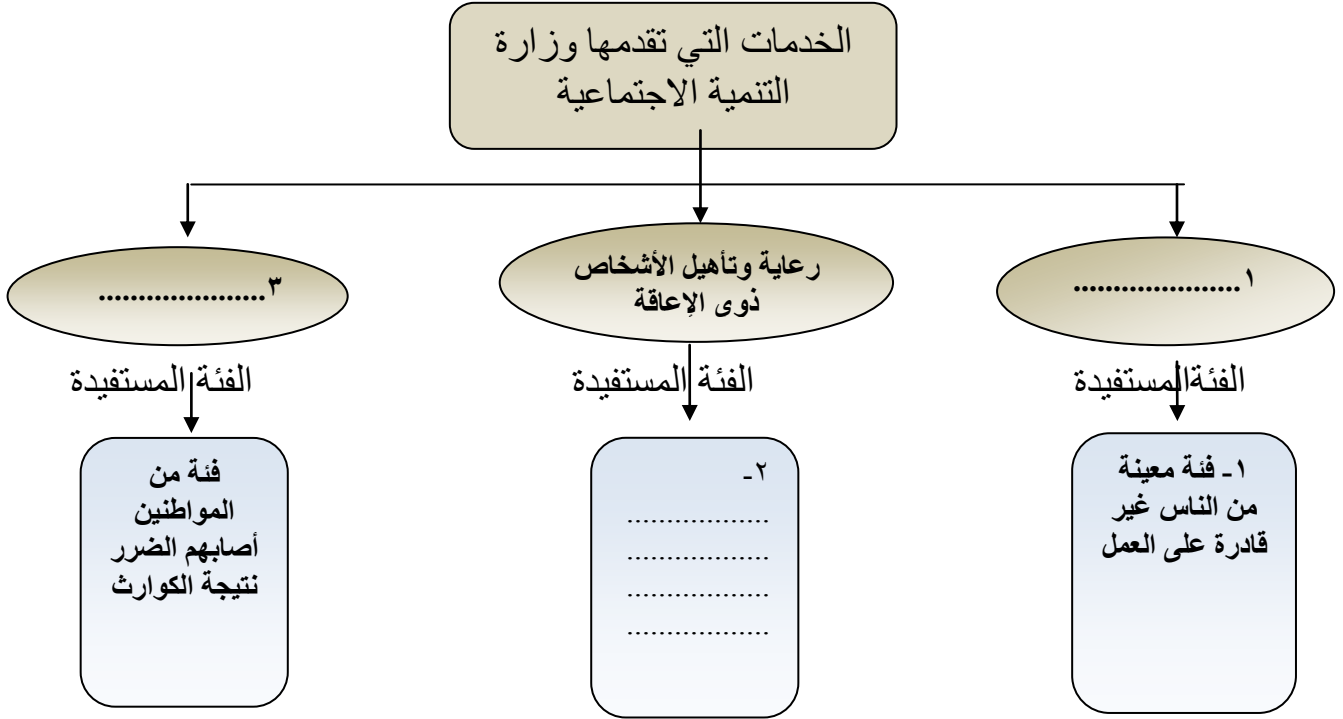 الخدمات التي تقدمها وزارة
التنمية الاجتماعية
١.....................
رعاية وتأهيل الأشخاص
ذوى الإعاقة
٣.....................
الفئة المستفيدة
الفئة المستفيدة
الفئة المستفيدة
١- فئة معينة
من الناس غير
قادرة على العمل
٢-
..................
..................
..................
..................
فئة من
المواطنين
أصابهم الضرر
نتيجة الكوارث